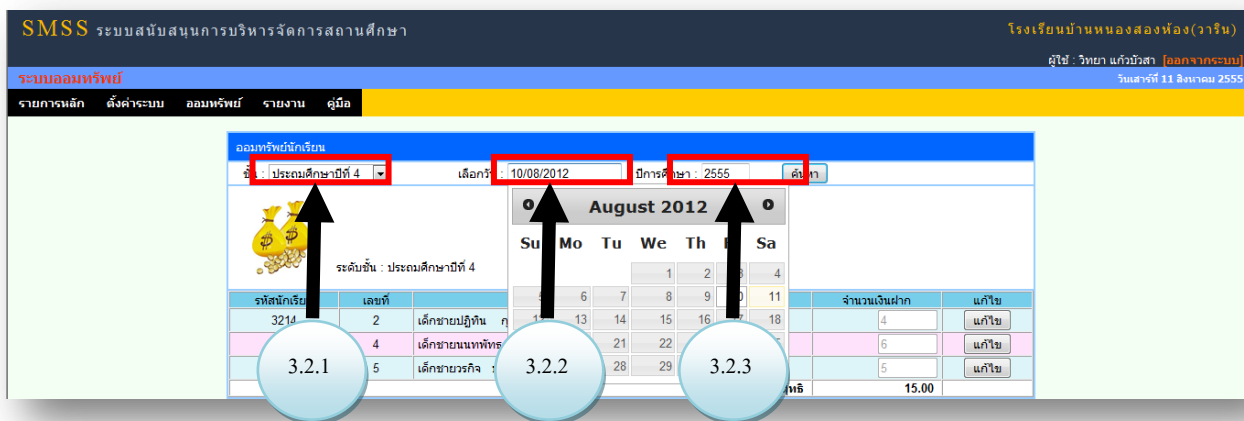 SMSS ระบบสนับสนุนการบริหารจัดการสถานศึกษา
โรงเรียนบ้านหนองสองห้อง(วาริน)
ผู้ใช้ : วิทยา แก้วบัวสา [ออกจากระบบ]
ระบบออมทรัพย์
วันเสาร์ที่ 11 สิงหาคม 2555
รายการหลัก ตั้งค่าระบบ ออมทรัพย์ รายงาน คู่มือ
ออมทรัพย์นักเรียน
ชั้น : ประถมศึกษาปีที่ 4 เลือกวัน : 10/08/2012 ปีการศึกษา : 2555 ค้นหา
August 2012
Su Mo Tu We Th Sa
1 2 3 4
ระดับชั้น : ประถมศึกษาปีที่ 4
5 6 7 8 9 10 11
รหัสนักเรียน เลขที่ จำนวนเงินฝาก แก้ไข
12 13 14 15 16 17 18
3214 2 เด็กชายปฏิทิน 4 แก้ไข
21 22
4 เด็กชายนนทพัทธ 6 แก้ไข
28 29
5 เด็กชายวรกิจ 5 แก้ไข
15.00
3.2.1 3.2.2 3.2.3